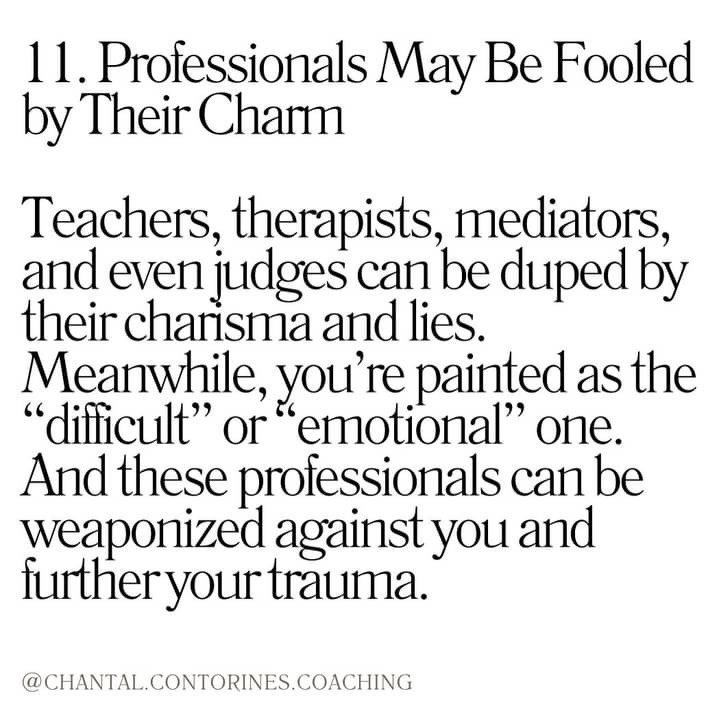 11. Professionals May Be Fooled
by Their Charm
Teachers, therapists, mediators,
and even judges can be duped by
their charisma and lies.
Meanwhile, you’re painted as the
“difficult” or “emotional” one.
And these professionals can be
weaponized against you and
further your trauma.
@CHANTAL.CONTORINES.COACHING